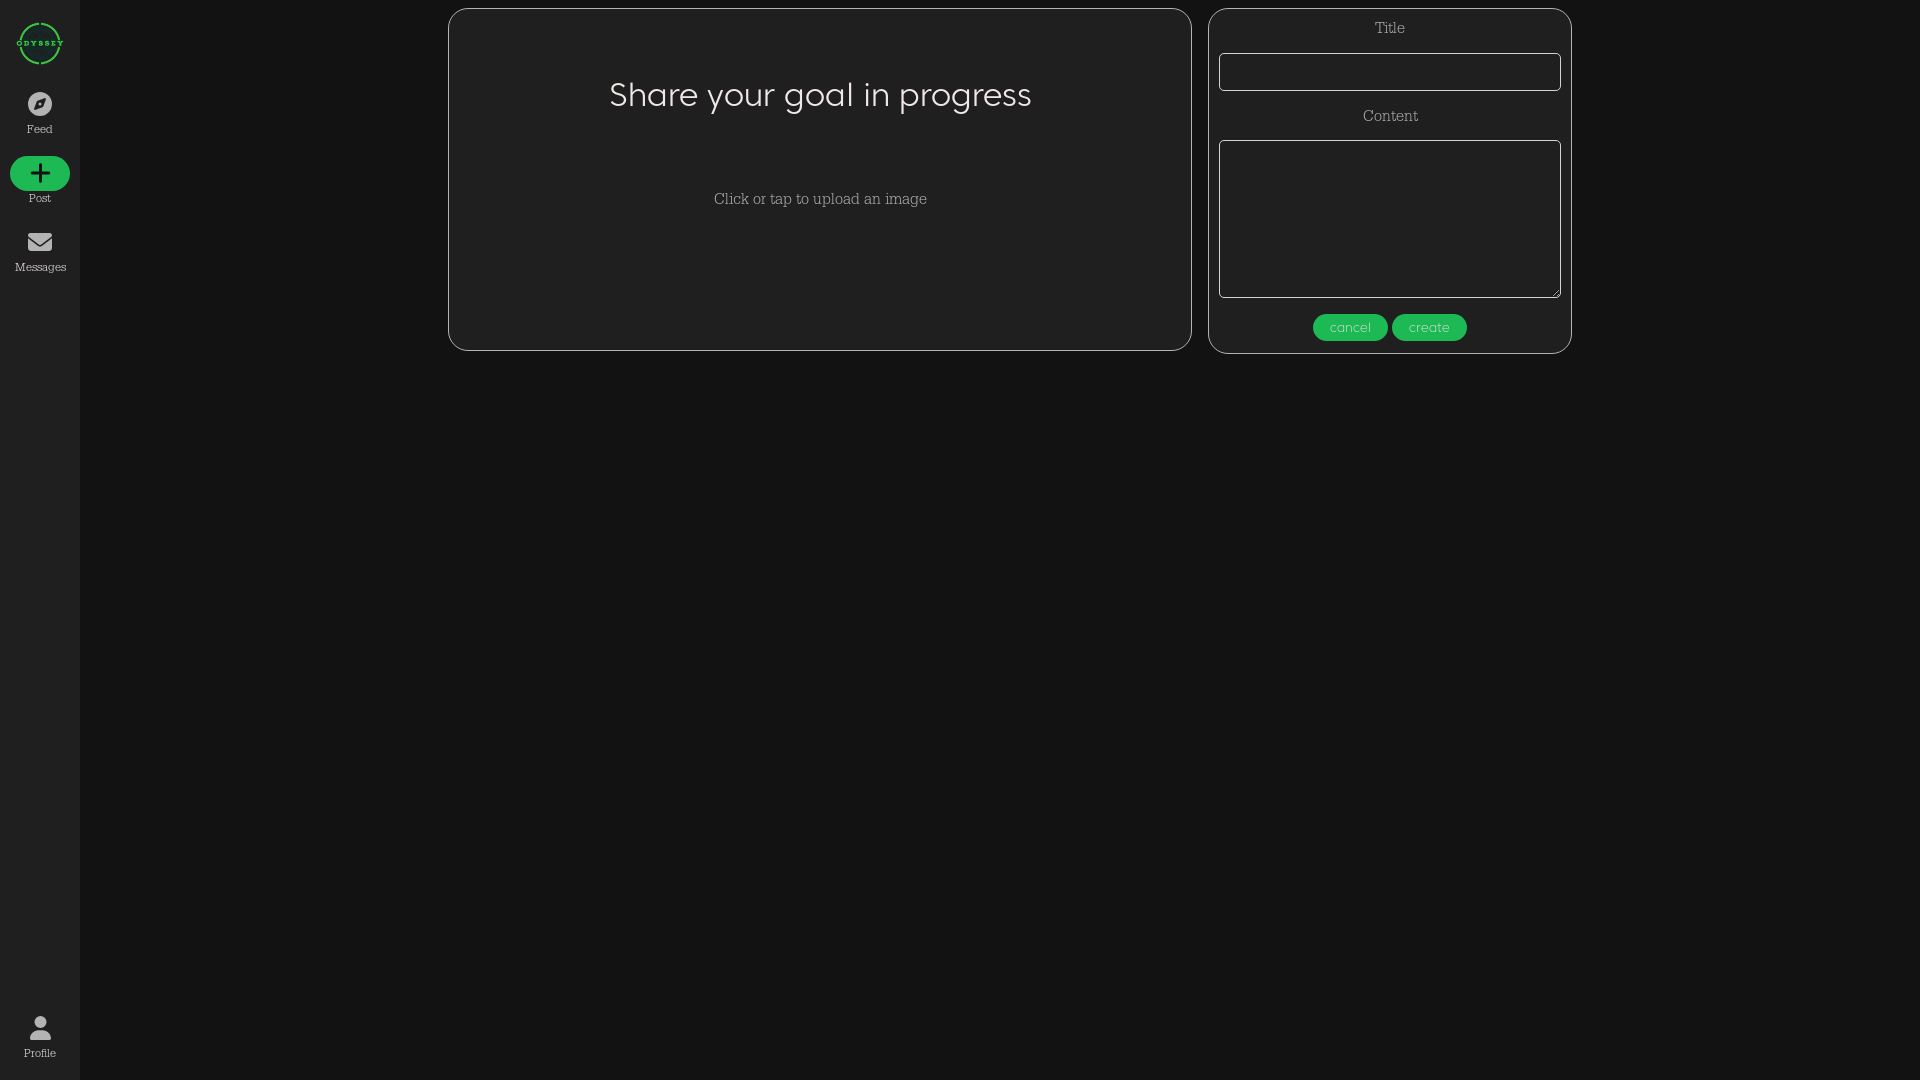 ODYSSEY
Feed
Post
Messages
Profile
Share your goal in progress
Click or tap to upload an image
Title
Content
cancel
create